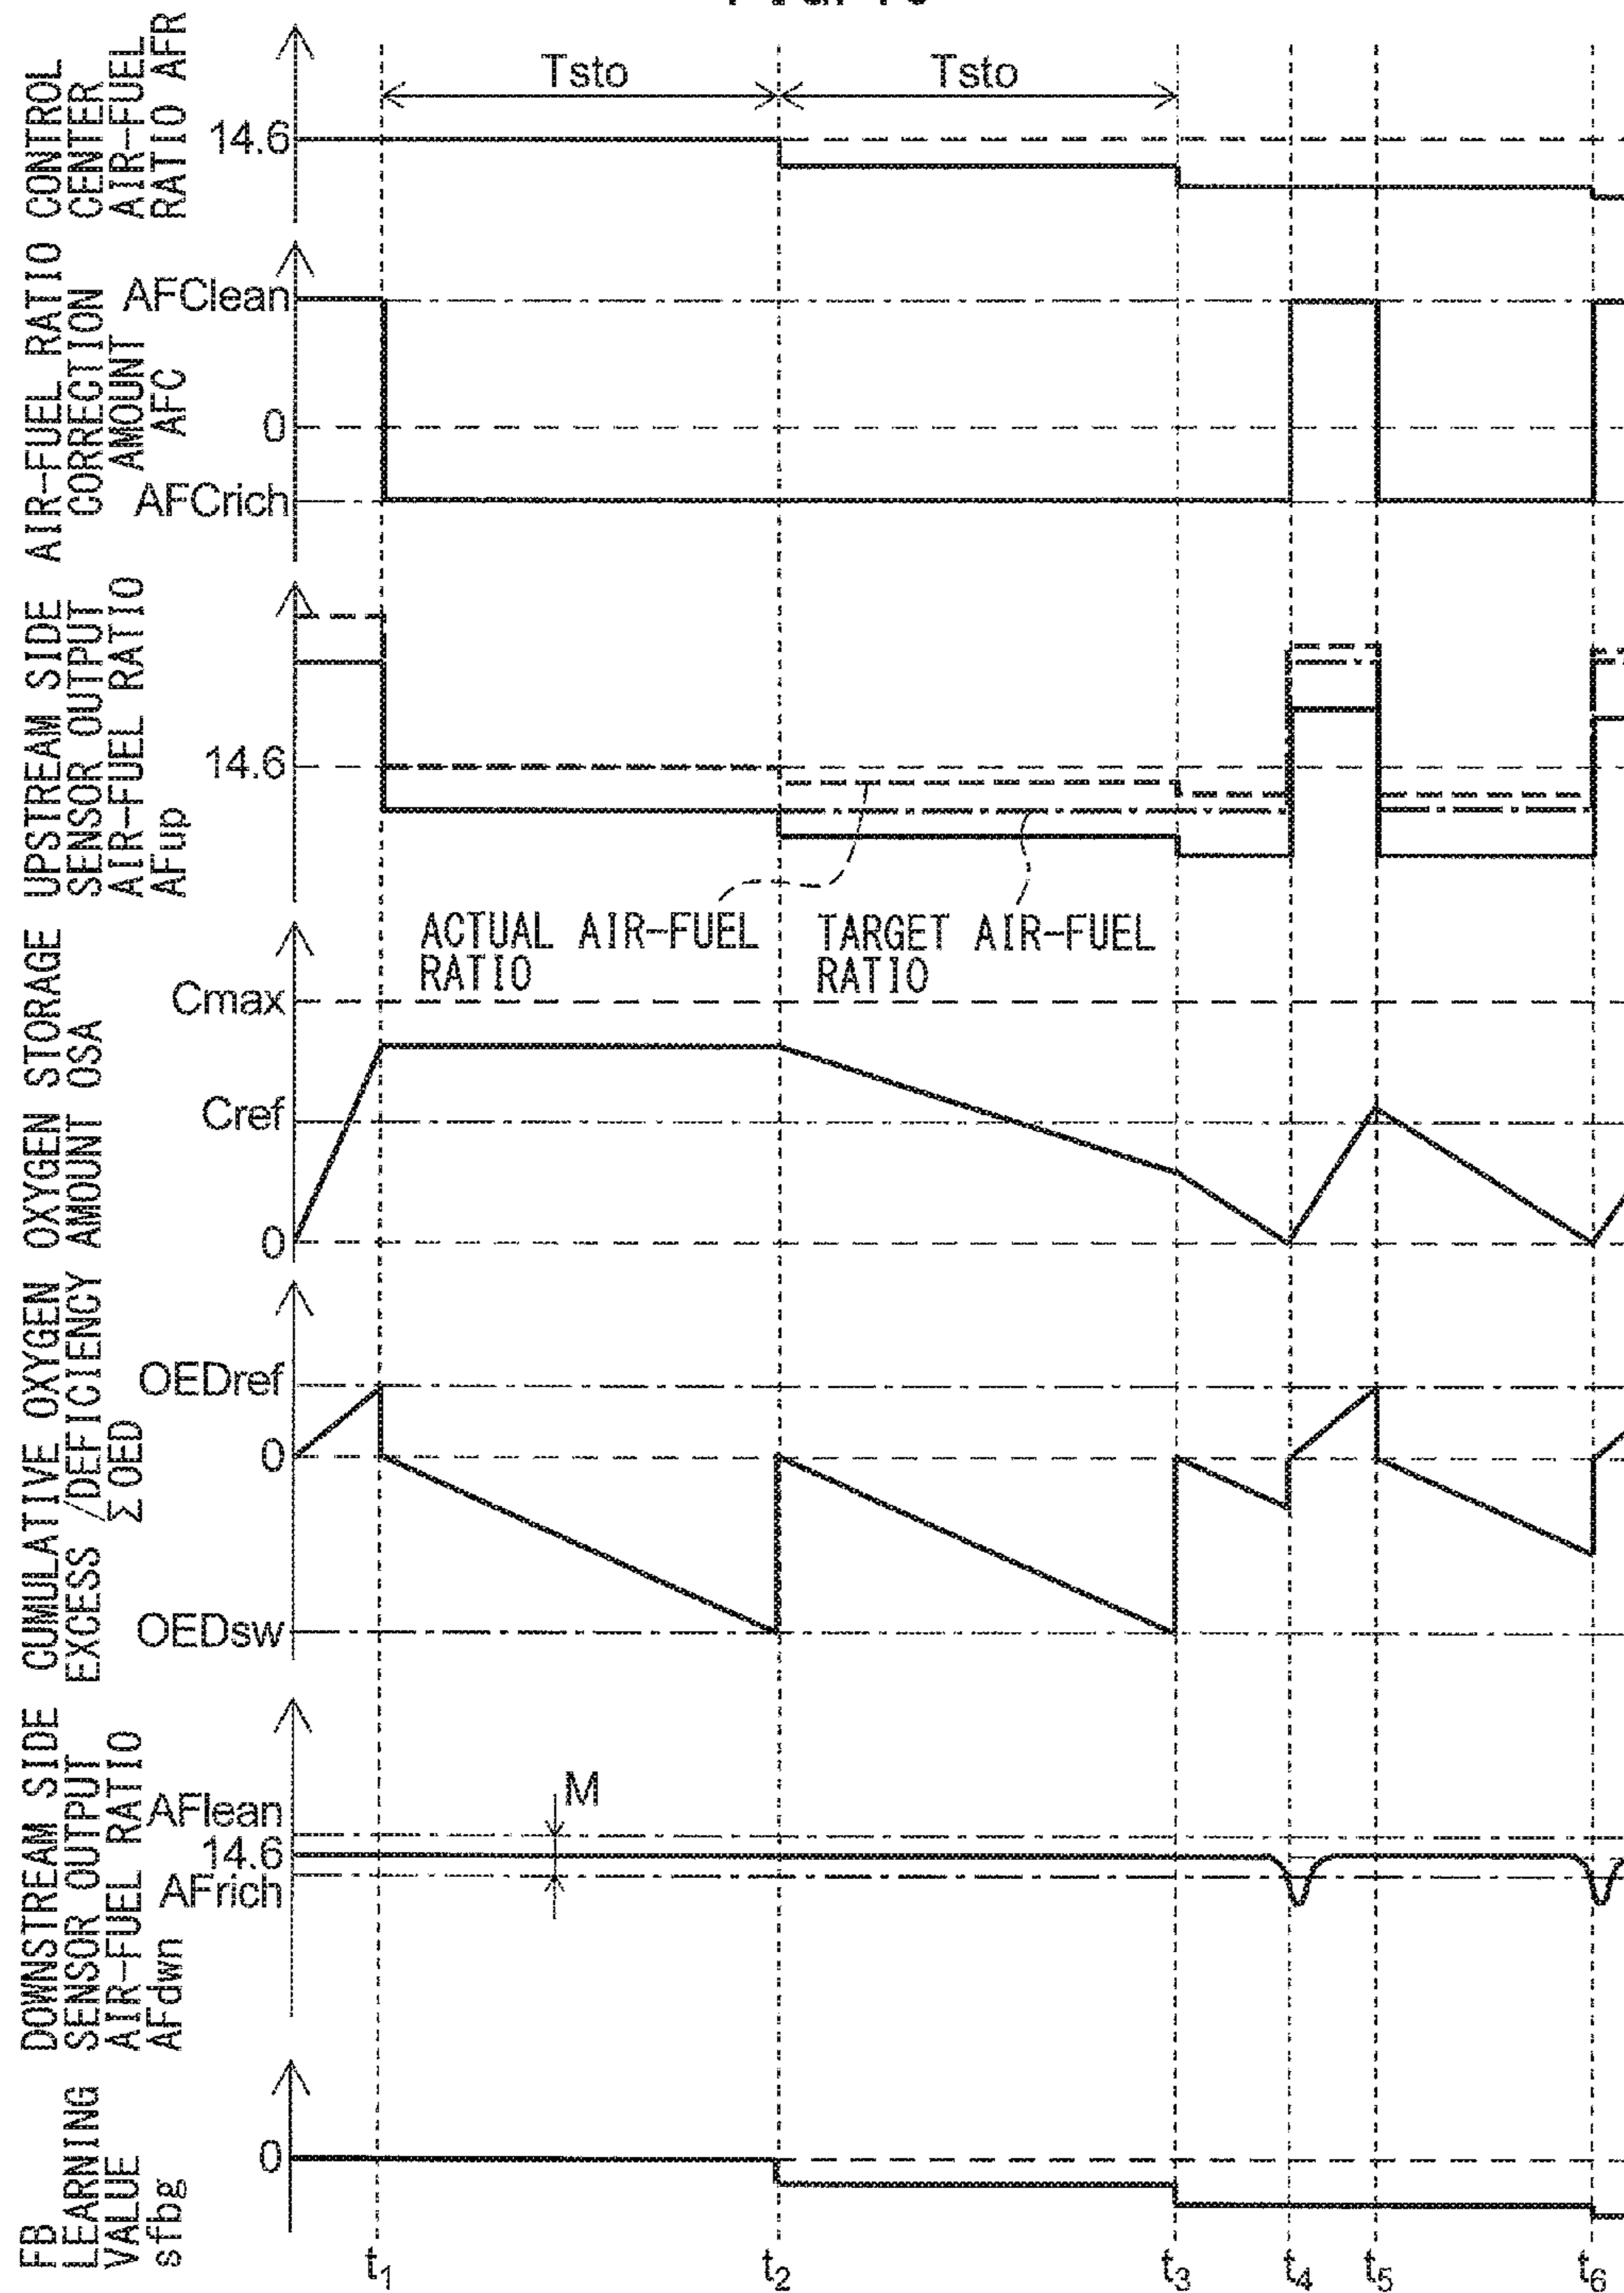 Tsto
Tsto
CONTROL
CENTER
AIR-FUEL
RATIO AFR
14.6
AIR-FUEL RATIO
CORRECTION
AMOUNT
AFC
AFClean
0
AFCrich
UPSTREAM SIDE
SENSOR OUTPUT
AIR-FUEL RATIO
AFup
14.6
ACTUAL AIR-FUEL
RATIO
TARGET AIR-FUEL
RATIO
OXYGEN STORAGE
AMOUNT OSA
Cmax
Cref
0
CUMULATIVE OXYGEN
EXCESS /DEFICIENCY
ΣOED
OEDref
0
OEDsw
DOWNSTREAM SIDE
SENSOR OUTPUT
AIR-FUEL RATIO
AFdwn
M
AFlean
14.6
AFrich
FB
LEARNING
VALUE
sfbg
0
t1
t2
t3
t4
t5
t6